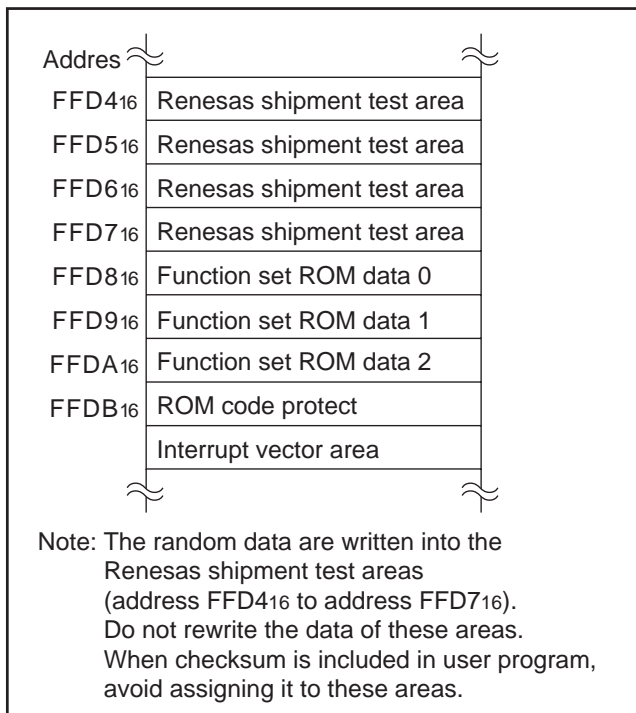 Addres
FFD416 Renesas shipment test area
FFD516 Renesas shipment test area
FFD616 Renesas shipment test area
FFD716 Renesas shipment test area
FFD816 Function set ROM data 0
FFD916 Function set ROM data 1
FFDA16 Function set ROM data 2
FFDB16 ROM code protect
Interrupt vector area
Note: The random data are written into the
Renesas shipment test areas
(address FFD416 to address FFD716).
Do not rewrite the data of these areas.
When checksum is included in user program,
avoid assigning it to these areas.